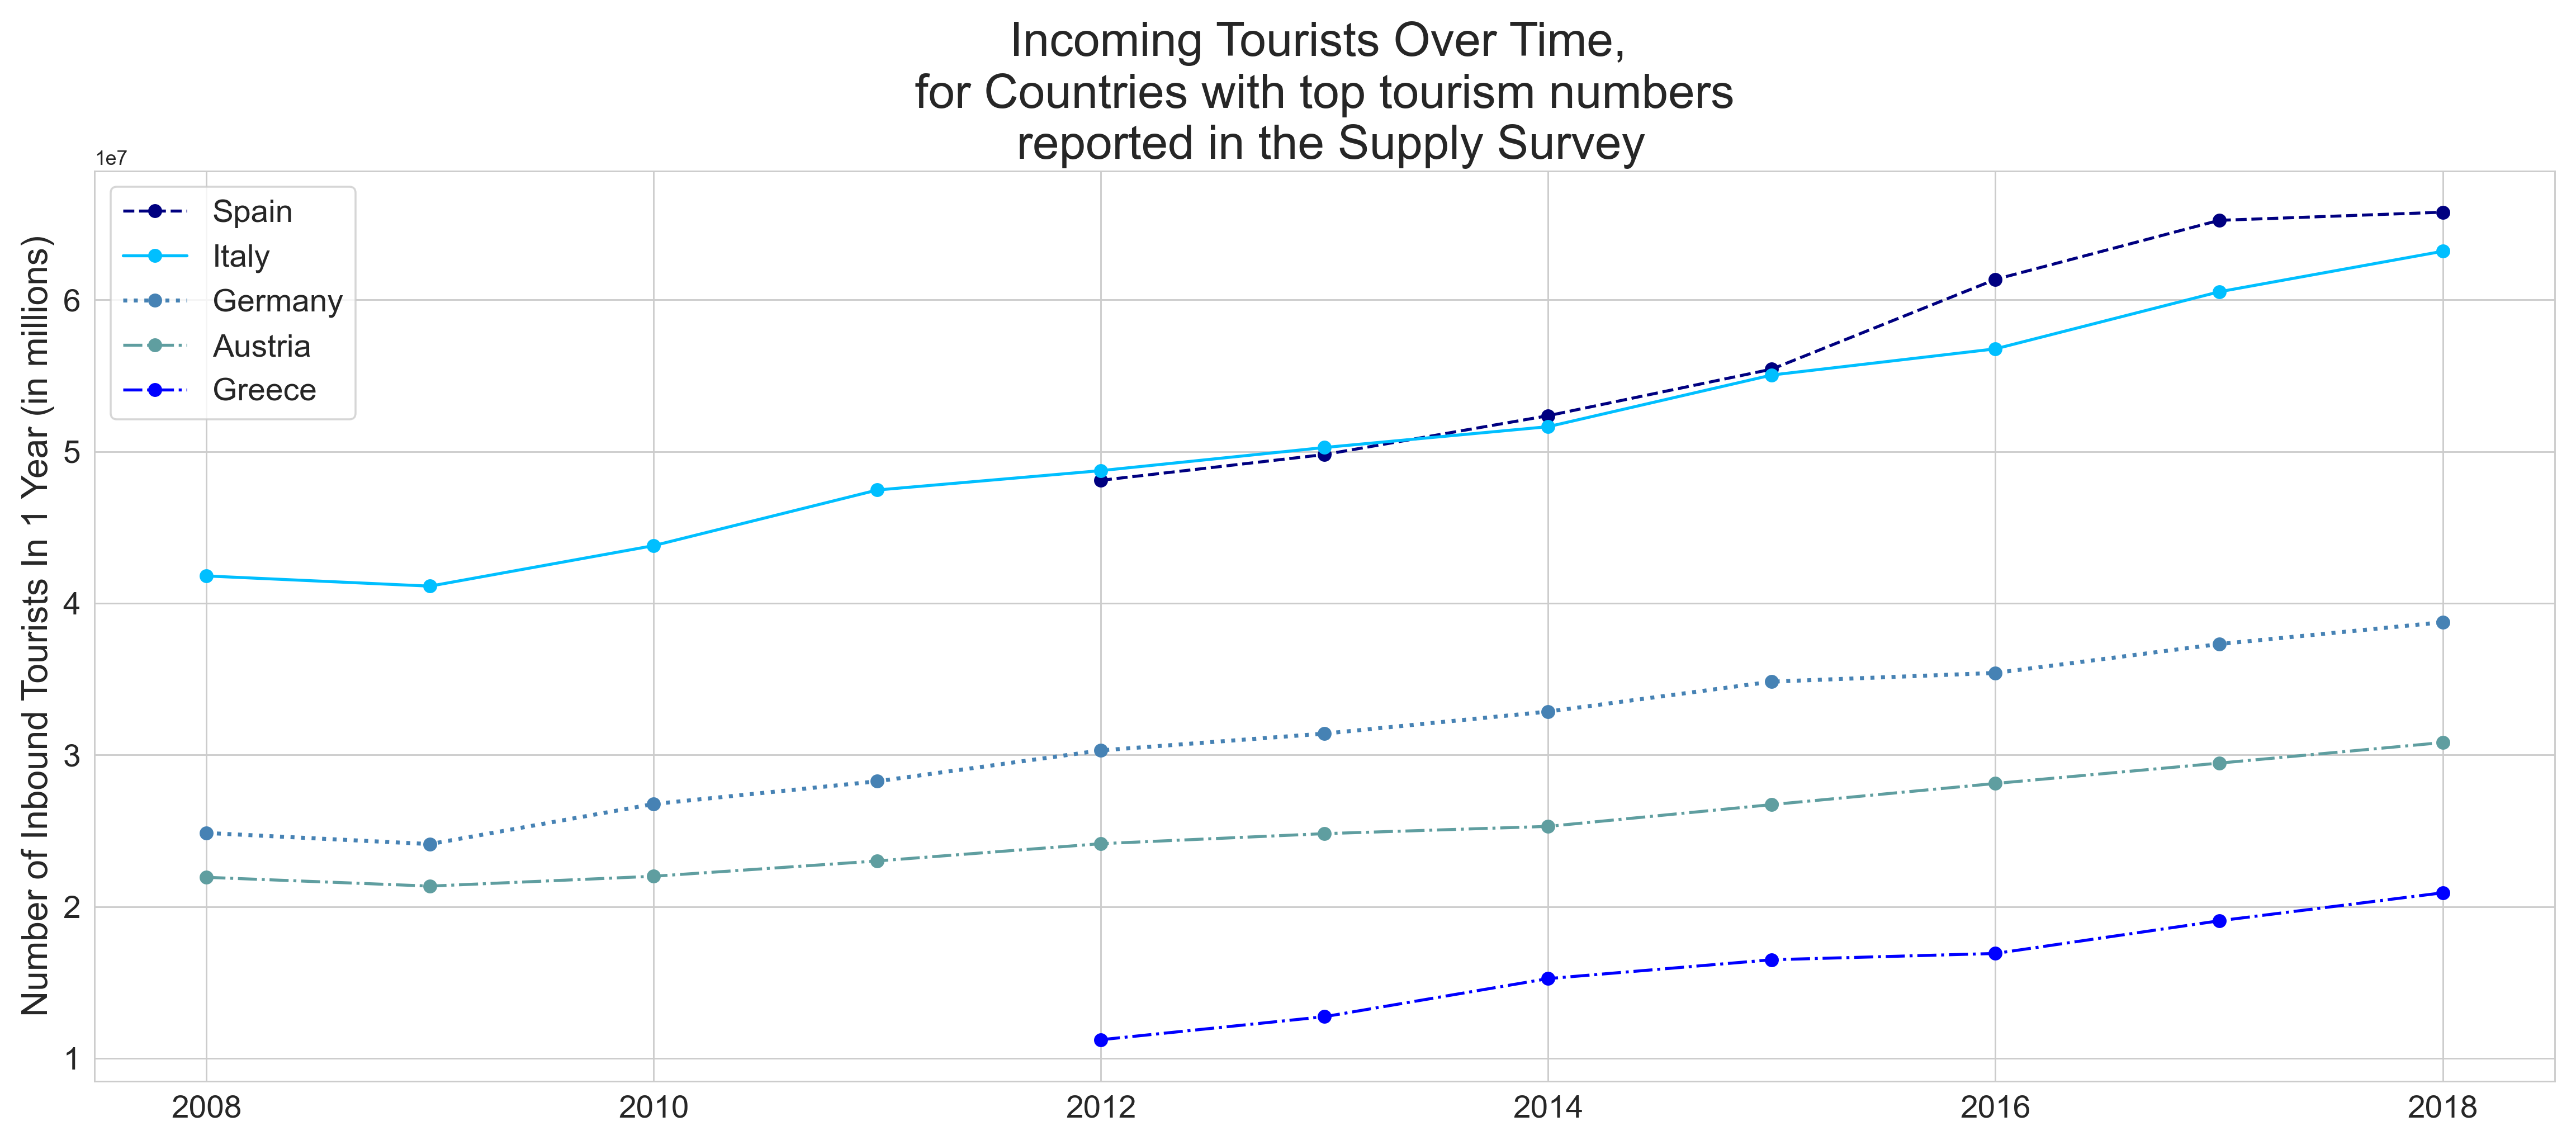 Incoming Tourists Over Time,
for Countries with top tourism numbers
reported in the Supply Survey
1e7
Spain
Italy
Germany
Austria
Greece
Number of Inbound Tourists In 1 Year (in millions)
6
5
4
3
2
1
2008 2010 2012 2014 2016 2018